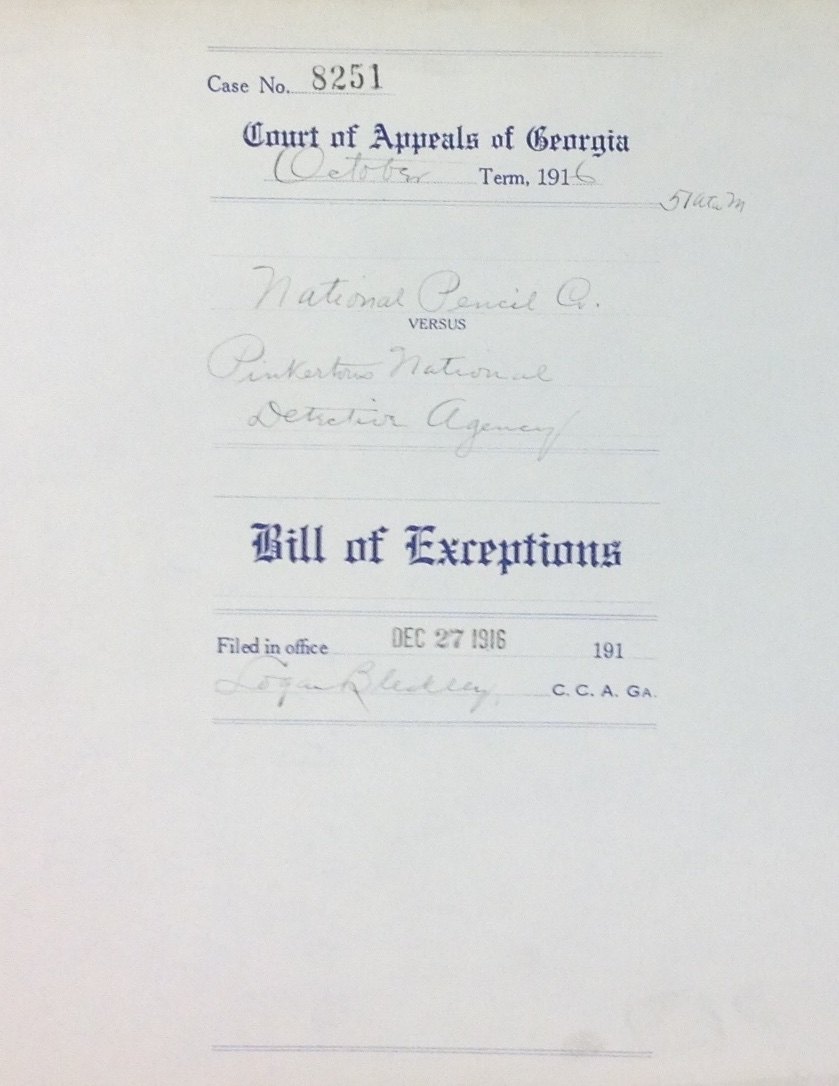 Case No. 8251
Court of Appeals of Georgia
October Term, 1916
National Pencil Co.
VERSUS
Pinkertons National
Detective Agency
Bill of Exceptions
Filed in office DEC 27 1916 191
Logan Bleckley C. C. A. GA.